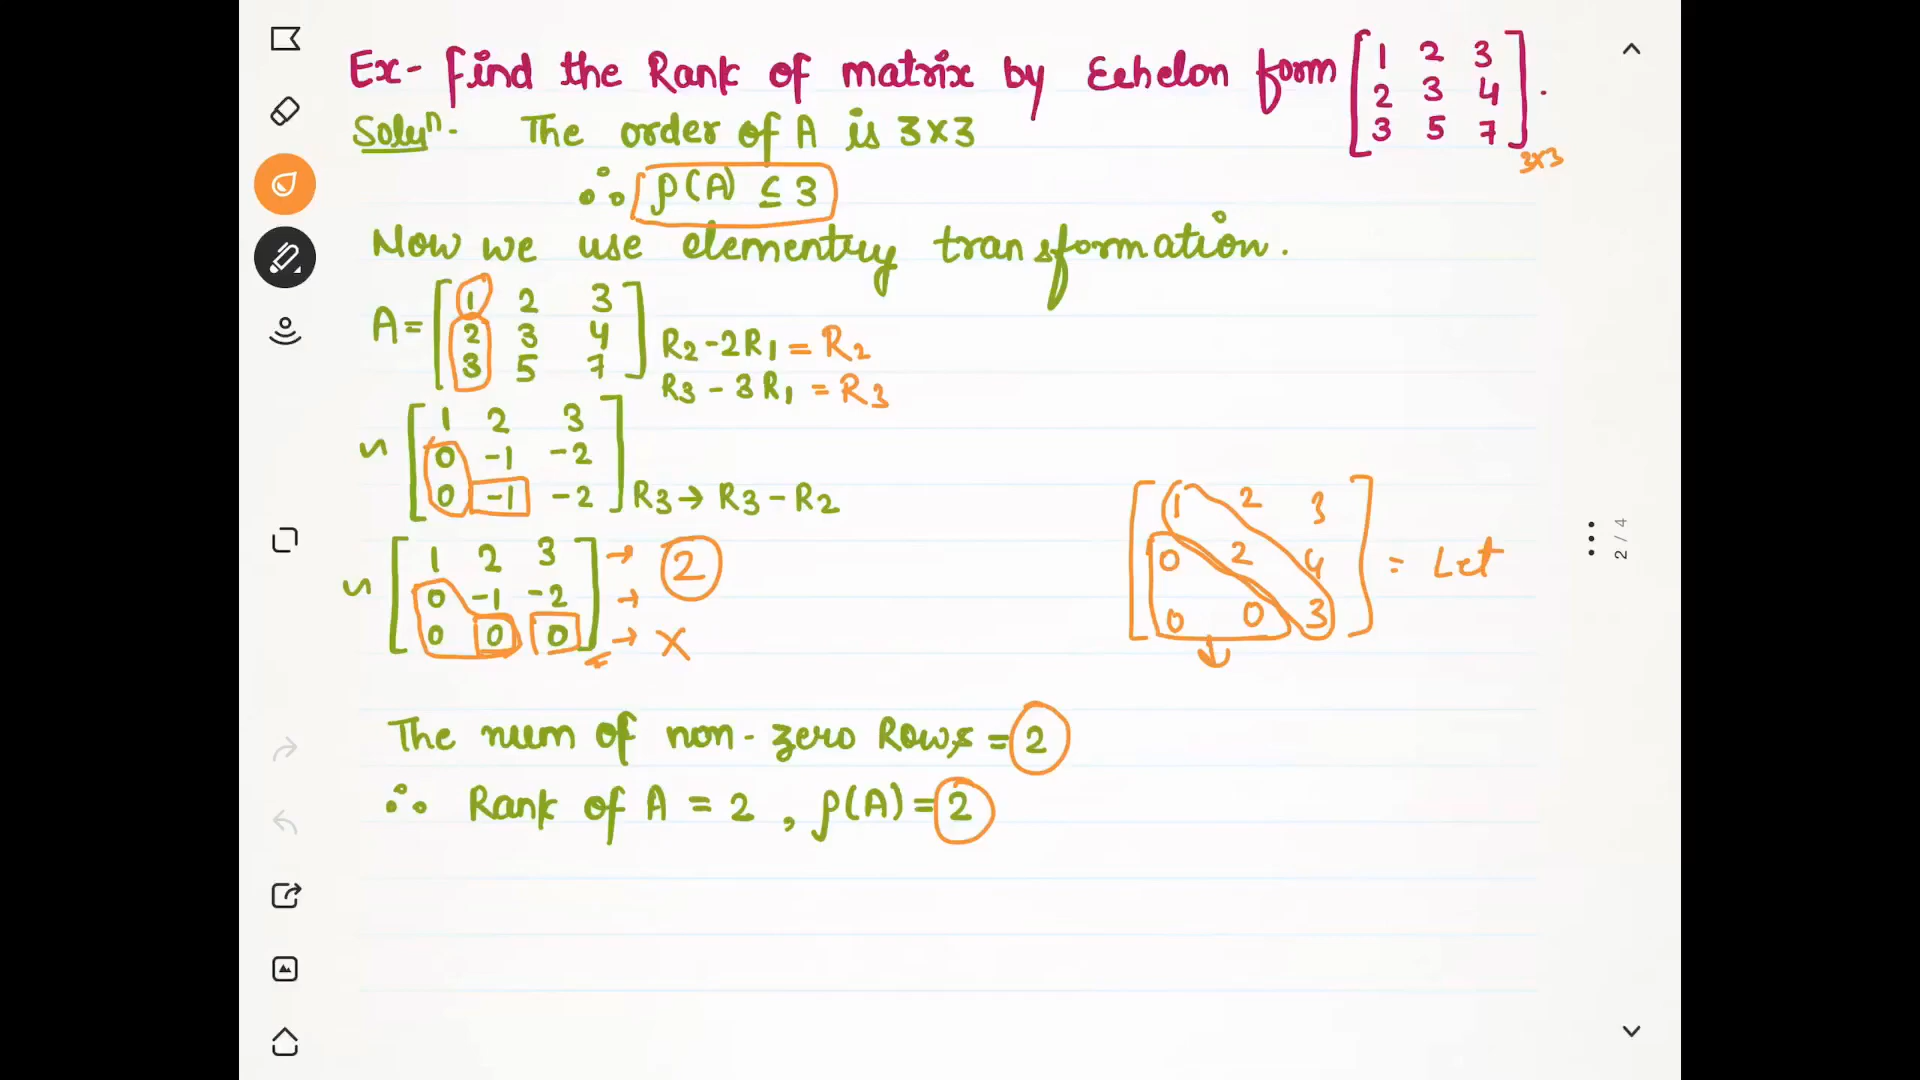 Ex- Find the Rank of matrix by Echelon form [1 2 3
2 3 4
3 5 7].
3x3
Soluⁿ- The order of A is 3x3
∴ ρ(A) ≤ 3
Now we use elementry transformation.
A = [1 2 3
2 3 4
3 5 7]
R2 - 2R1 = R2
R3 - 3R1 = R3
~ [1 2 3
0 -1 -2
0 -1 -2] R3 → R3 - R2
~ [1 2 3
0 -1 -2
0 0 0]
→ 2
→
→ X
[1 2 3
0 2 4
0 0 3] = Let
The num of non-zero Rows = 2
∴ Rank of A = 2 , ρ(A) = 2
2 / 4